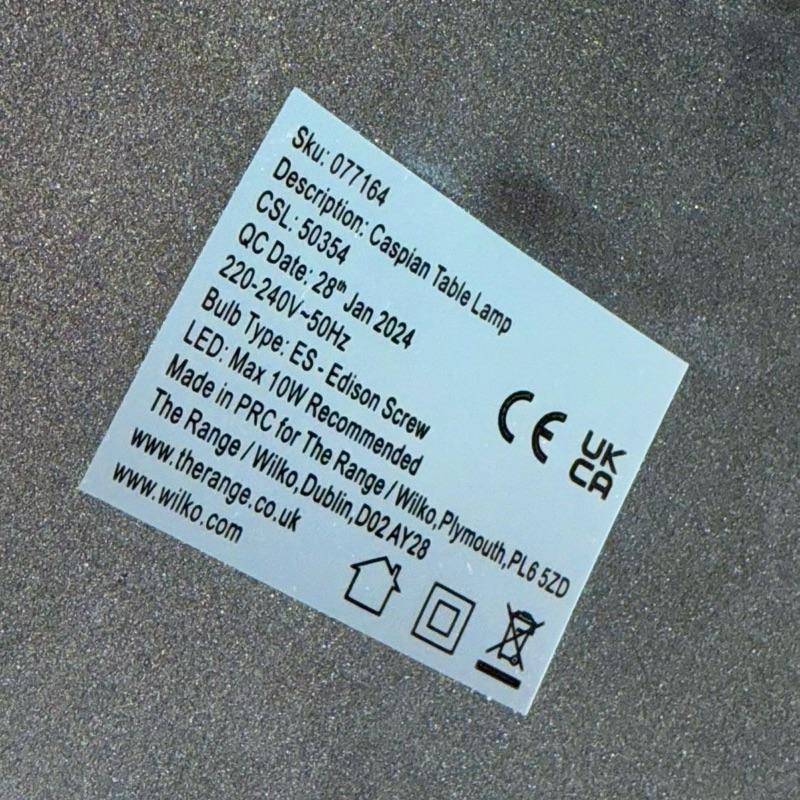 Sku: 077164
Description: Caspian Table Lamp
CSL: 50354
QC Date: 28th Jan 2024
220-240V~50Hz
Bulb Type: ES - Edison Screw
LED: Max 10W Recommended
Made in PRC for The Range / Wilko,Plymouth,PL6 5ZD
The Range / Wilko,Dublin,D02 AY28
www.therange.co.uk
www.wilko.com
CE
UK
CA